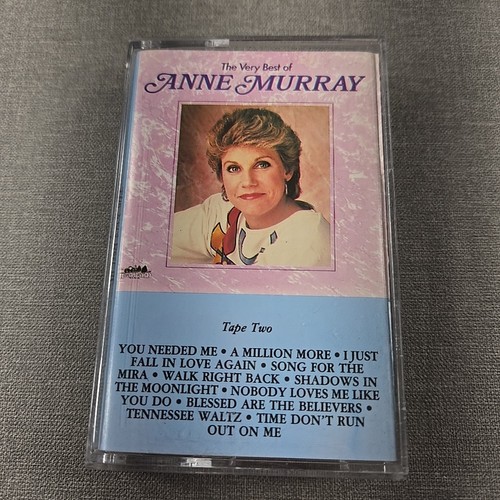 The Very Best of
ANNE MURRAY
Tape Two
YOU NEEDED ME • A MILLION MORE • I JUST
FALL IN LOVE AGAIN • SONG FOR THE
MIRA • WALK RIGHT BACK • SHADOWS IN
THE MOONLIGHT • NOBODY LOVES ME LIKE
YOU DO • BLESSED ARE THE BELIEVERS •
TENNESSEE WALTZ • TIME DON'T RUN
OUT ON ME